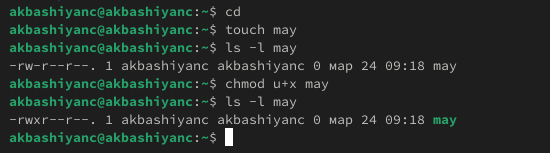 akbashiyanc@akbashiyanc:~$ cd
akbashiyanc@akbashiyanc:~$ touch may
akbashiyanc@akbashiyanc:~$ ls -l may
-rw-r--r--. 1 akbashiyanc akbashiyanc 0 мар 24 09:18 may
akbashiyanc@akbashiyanc:~$ chmod u+x may
akbashiyanc@akbashiyanc:~$ ls -l may
-rwxr--r--. 1 akbashiyanc akbashiyanc 0 мар 24 09:18 may
akbashiyanc@akbashiyanc:~$